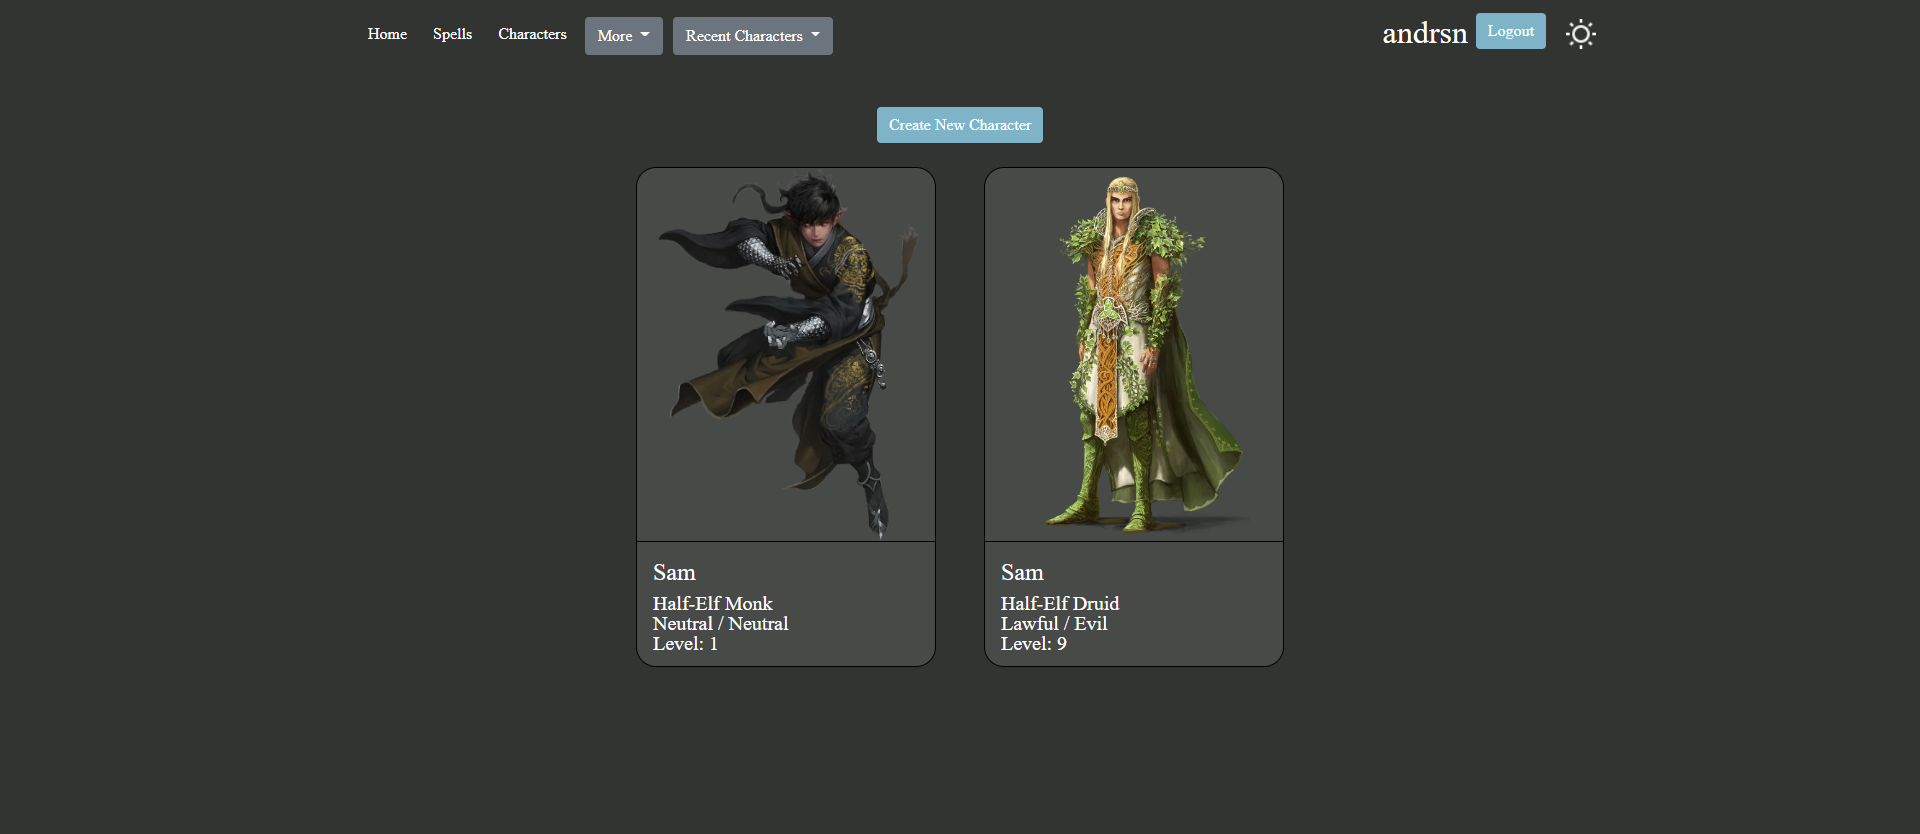 Home Spells Characters More Recent Characters andrsn Logout
Create New Character
Sam
Half-Elf Monk
Neutral / Neutral
Level: 1
Sam
Half-Elf Druid
Lawful / Evil
Level: 9